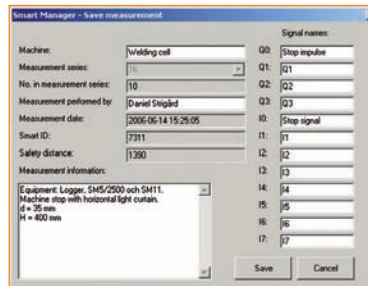 Smart Manager - Save measurement
Machine: Welding cell
Measurement series: 16
No. in measurement series: 10
Measurement performed by: Daniel Strigård
Measurement date: 2006-06-14 15:25:05
Smart ID: 7311
Safety distance: 1390
Measurement information:
Equipment: Logger, SM5/2500 och SM11.
Machine stop with horizontal light curtain.
d = 35 mm
H = 400 mm
Signal names:
Q0: Stop impulse
Q1: Q1
Q2: Q2
Q3: Q3
I0: Stop signal
I1: I1
I2: I2
I3: I3
I4: I4
I5: I5
I6: I6
I7: I7
Save
Cancel